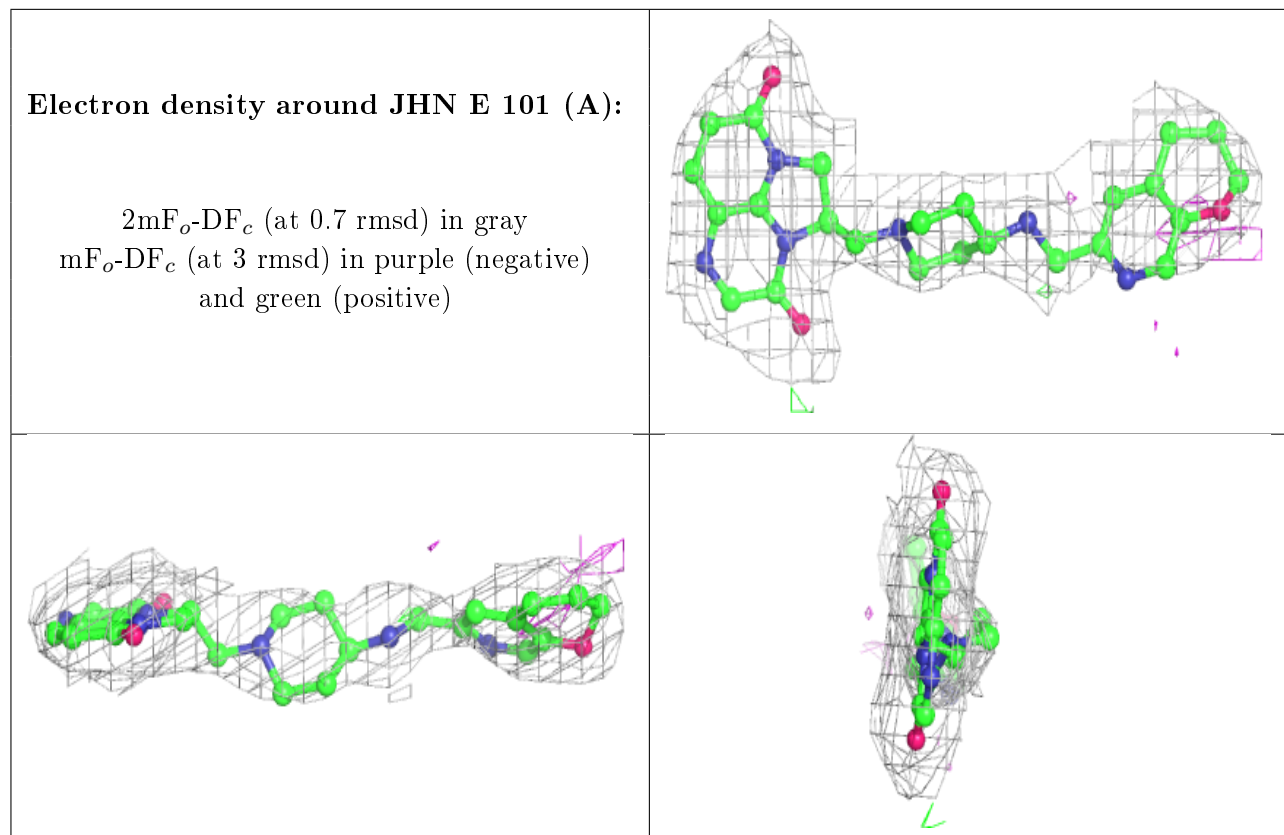 Electron density around JHN E 101 (A):
2mFo-DFc (at 0.7 rmsd) in gray
mFo-DFc (at 3 rmsd) in purple (negative)
and green (positive)